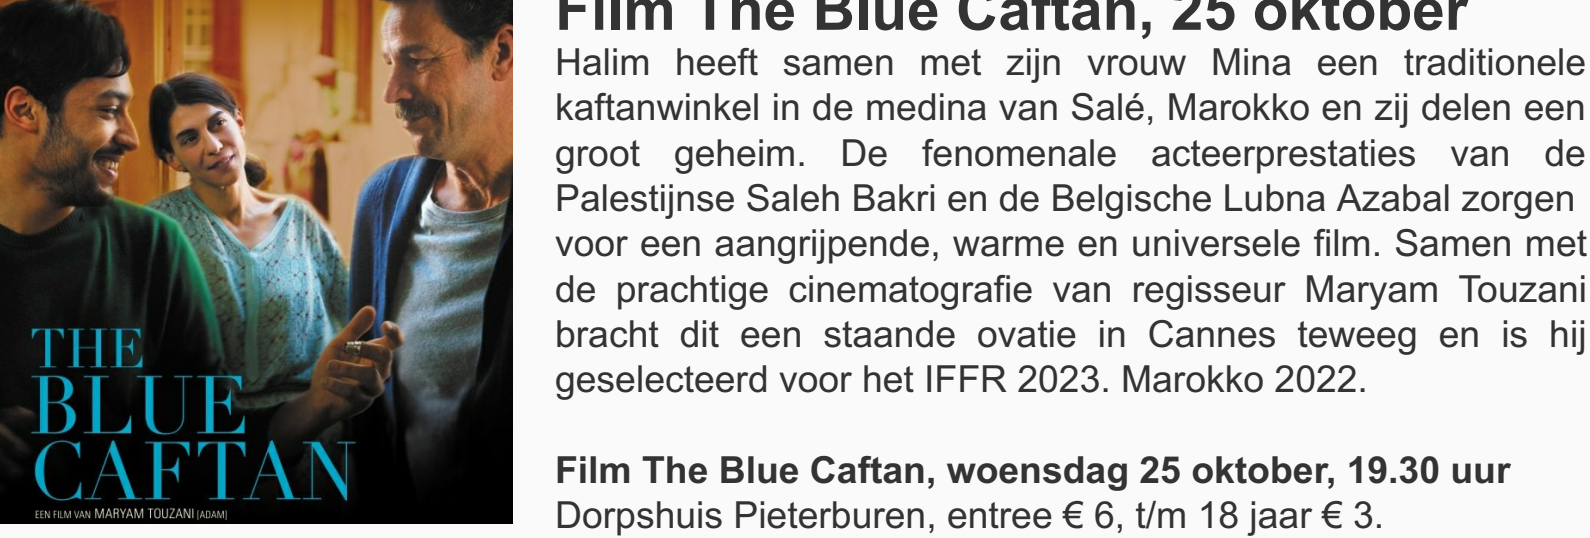 Film The Blue Caftan, 25 oktober
Halim heeft samen met zijn vrouw Mina een traditionele
kaftanwinkel in de medina van Salé, Marokko en zij delen een
groot geheim. De fenomenale acteerprestaties van de
Palestijnse Saleh Bakri en de Belgische Lubna Azabal zorgen
voor een aangrijpende, warme en universele film. Samen met
de prachtige cinematografie van regisseur Maryam Touzani
bracht dit een staande ovatie in Cannes teweeg en is hij
geselecteerd voor het IFFR 2023. Marokko 2022.
Film The Blue Caftan, woensdag 25 oktober, 19.30 uur
Dorpshuis Pieterburen, entree € 6, t/m 18 jaar € 3.
THE
BLUE
CAFTAN
EEN FILM VAN MARYAM TOUZANI [ADAM]